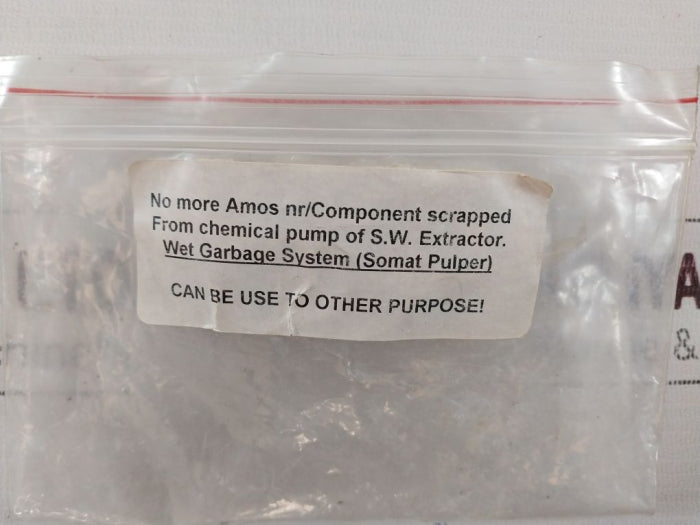 No more Amos nr/Component scrapped
From chemical pump of S.W. Extractor.
Wet Garbage System (Somat Pulper)
CAN BE USE TO OTHER PURPOSE!
A
&